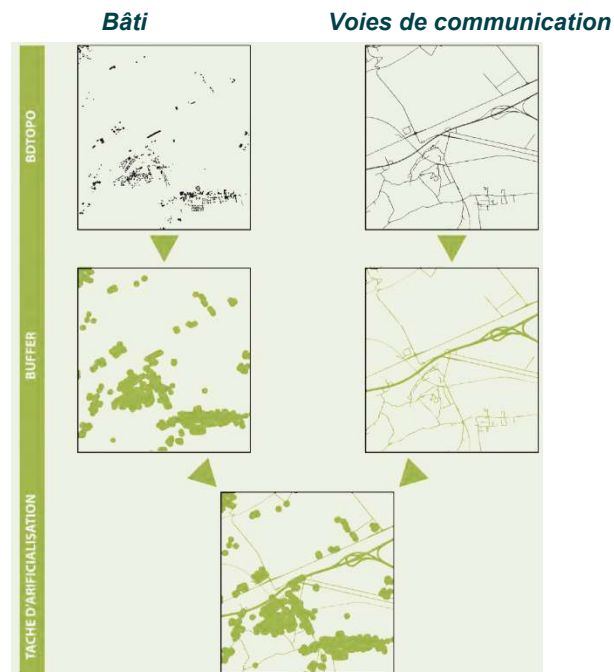 Bâti
Voies de communication
BDTOPO
BUFFER
TACHE D'ARIFICIALISATION